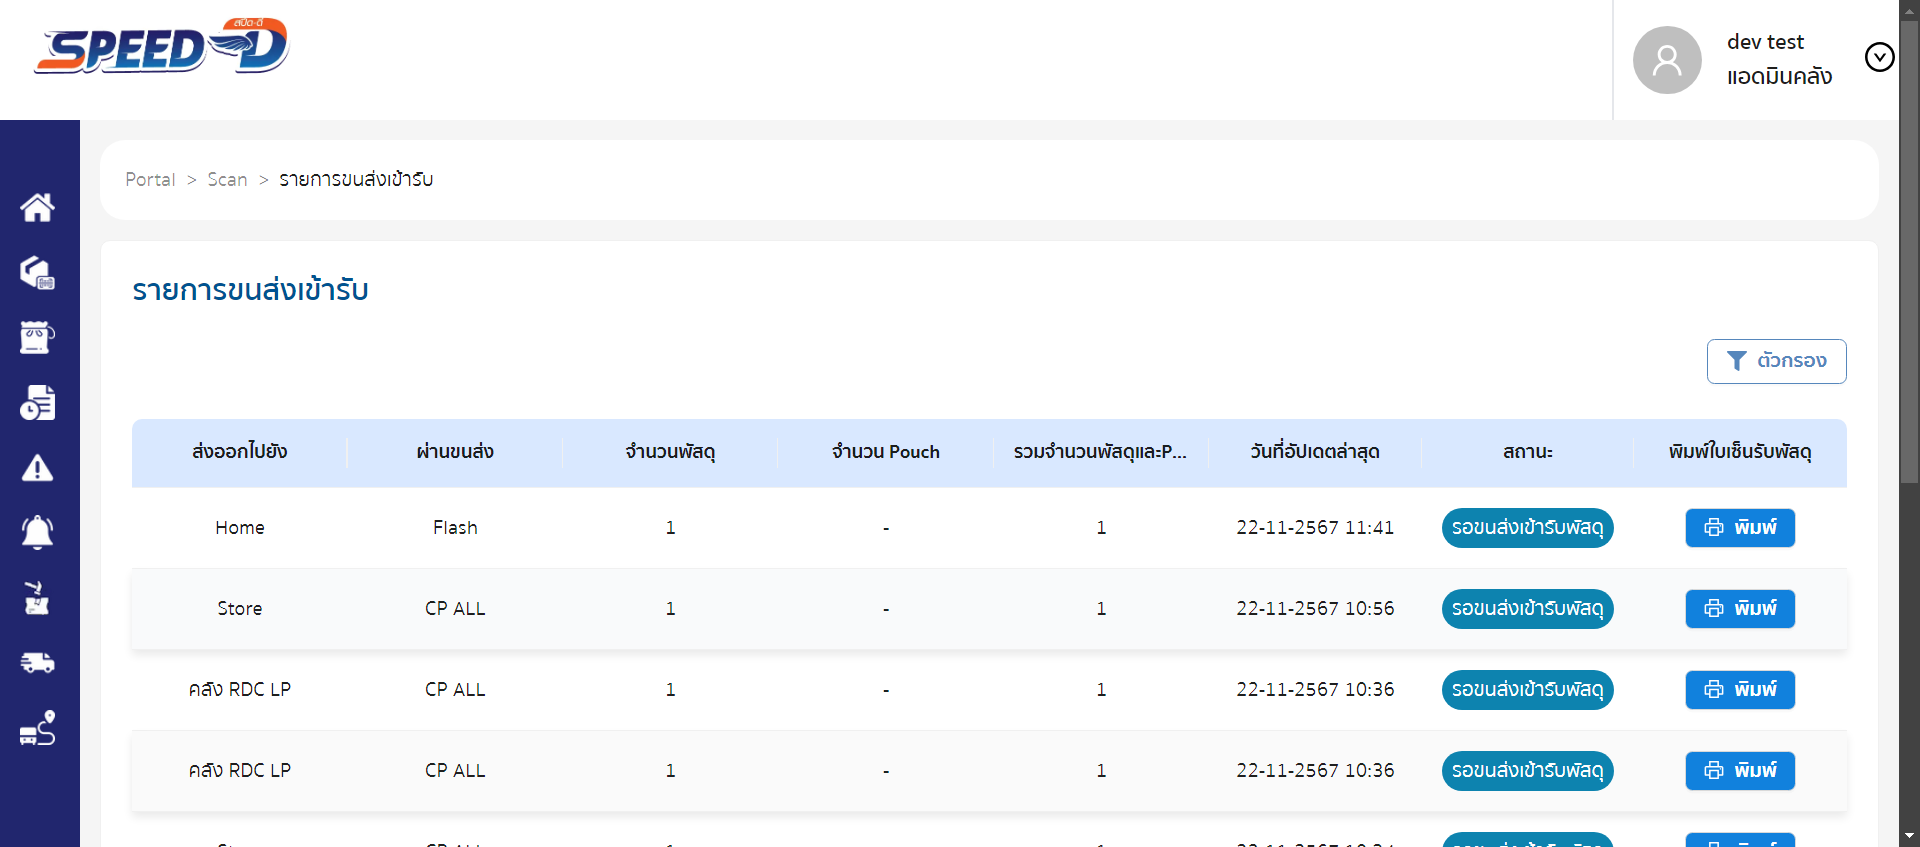 สปีด-ดี
SPEED-D
dev test
แอดมินคลัง
Portal > Scan > รายการขนส่งเข้ารับ
รายการขนส่งเข้ารับ
ตัวกรอง
ส่งออกไปยัง ผ่านขนส่ง จำนวนพัสดุ จำนวน Pouch รวมจำนวนพัสดุและP... วันที่อัปเดตล่าสุด สถานะ พิมพ์ใบเซ็นรับพัสดุ
Home Flash 1 - 1 22-11-2567 11:41 รอขนส่งเข้ารับพัสดุ พิมพ์
Store CP ALL 1 - 1 22-11-2567 10:56 รอขนส่งเข้ารับพัสดุ พิมพ์
คลัง RDC LP CP ALL 1 - 1 22-11-2567 10:36 รอขนส่งเข้ารับพัสดุ พิมพ์
คลัง RDC LP CP ALL 1 - 1 22-11-2567 10:36 รอขนส่งเข้ารับพัสดุ พิมพ์